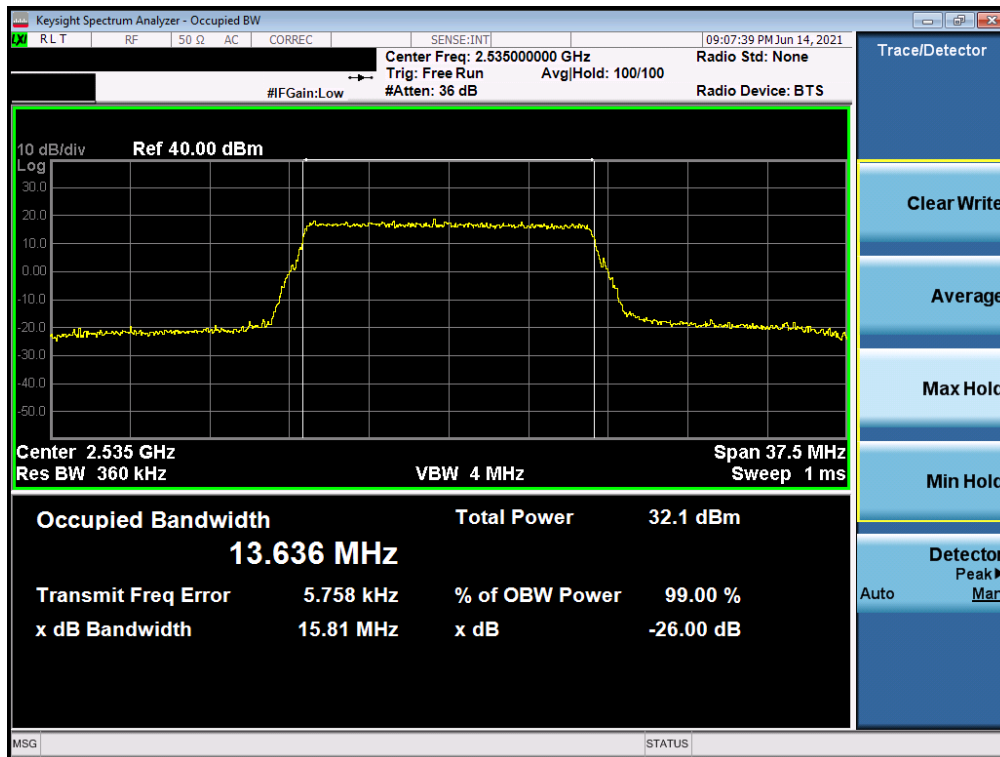 Keysight Spectrum Analyzer - Occupied BW
LXI RLT RF 50 Ω AC CORREC SENSE:INT 09:07:39 PM Jun 14, 2021
Center Freq: 2.535000000 GHz Radio Std: None
Trig: Free Run Avg|Hold: 100/100
#IFGain:Low #Atten: 36 dB Radio Device: BTS
Trace/Detector
10 dB/div Ref 40.00 dBm
Log
30.0
20.0
10.0
0.00
-10.0
-20.0
-30.0
-40.0
-50.0
Center 2.535 GHz Span 37.5 MHz
Res BW 360 kHz VBW 4 MHz Sweep 1 ms
Occupied Bandwidth Total Power 32.1 dBm
13.636 MHz
Transmit Freq Error 5.758 kHz % of OBW Power 99.00 %
x dB Bandwidth 15.81 MHz x dB -26.00 dB
Clear Write
Average
Max Hold
Min Hold
Detector
Peak▶
Auto Man
MSG STATUS